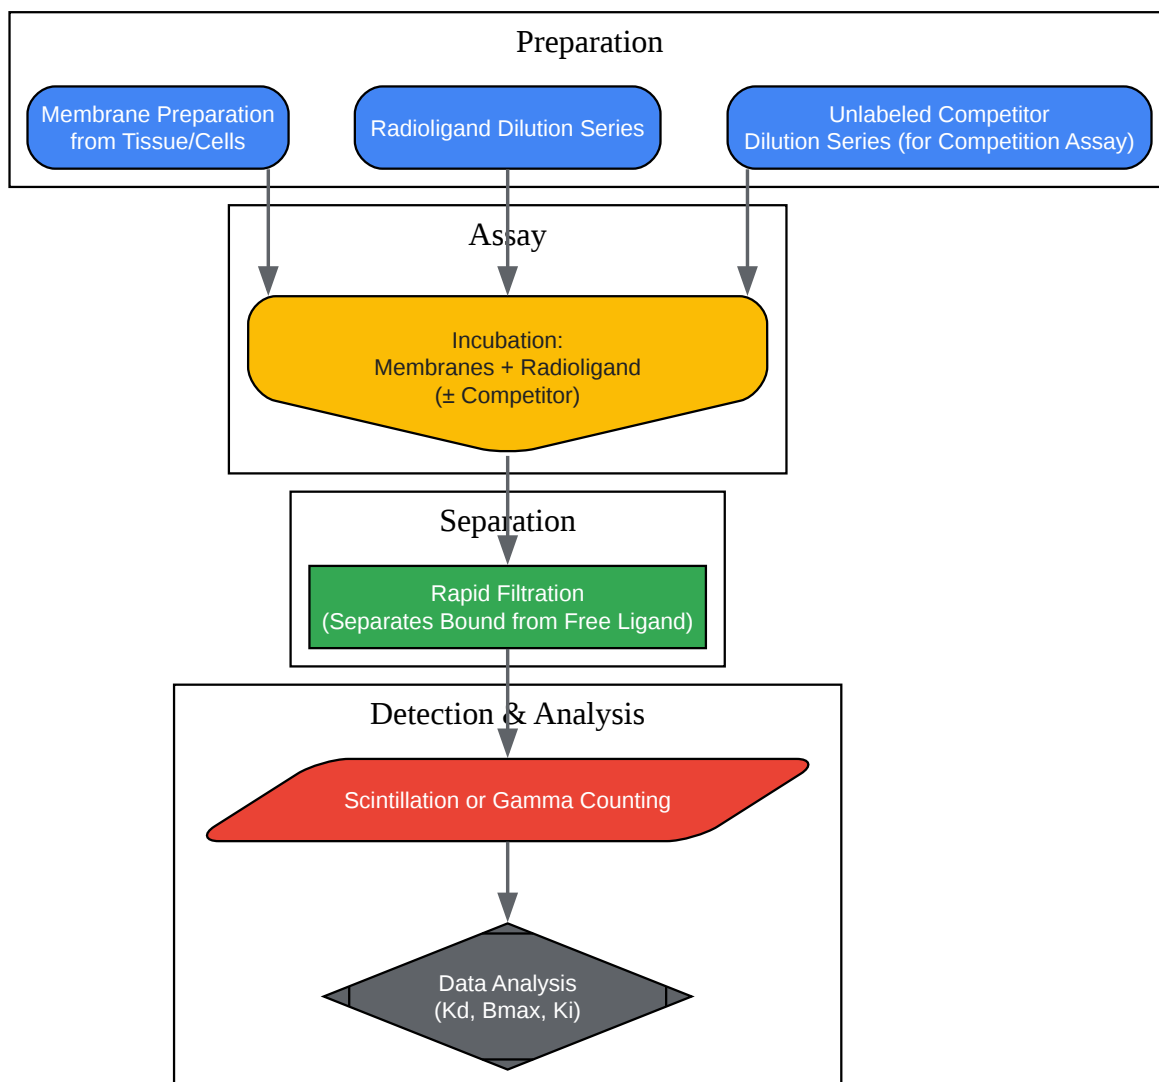 Preparation
Membrane Preparation
from Tissue/Cells
Radioligand Dilution Series
Unlabeled Competitor
Dilution Series (for Competition Assay)
Assay
Incubation:
Membranes + Radioligand
(± Competitor)
Separation
Rapid Filtration
(Separates Bound from Free Ligand)
Detection & Analysis
Scintillation or Gamma Counting
Data Analysis
(Kd, Bmax, Ki)